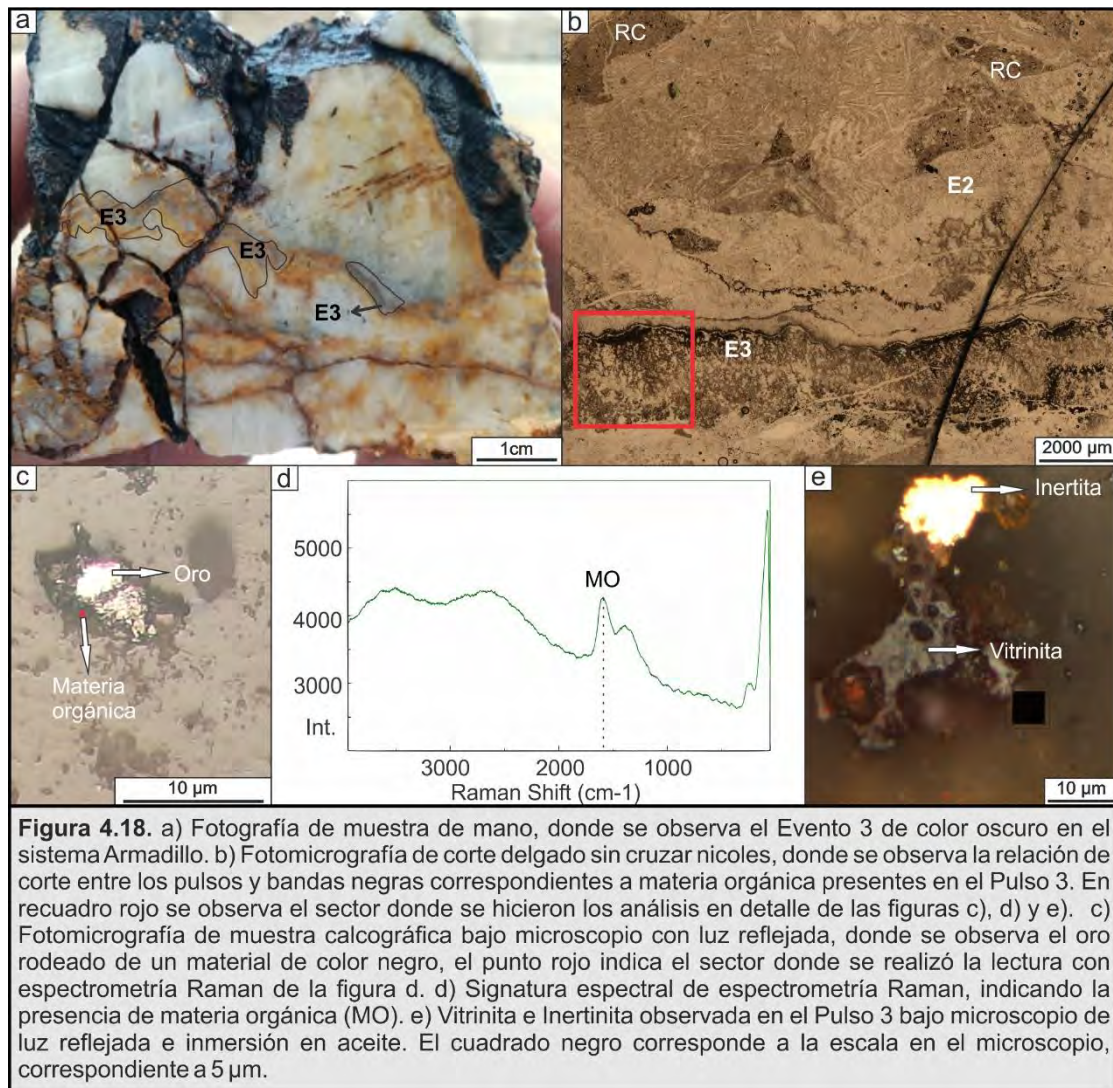 a
E3
E3
E3
1cm
b
RC
RC
E2
E3
2000 µm
c
Oro
Materia
orgánica
10 µm
d
5000
4000
3000
Int.
MO
3000
2000
1000
Raman Shift (cm-1)
e
Inertita
Vitrinita
10 µm
Figura 4.18. a) Fotografía de muestra de mano, donde se observa el Evento 3 de color oscuro en el
sistema Armadillo. b) Fotomicrografía de corte delgado sin cruzar nicoles, donde se observa la relación de
corte entre los pulsos y bandas negras correspondientes a materia orgánica presentes en el Pulso 3. En
recuadro rojo se observa el sector donde se hicieron los análisis en detalle de las figuras c), d) y e). c)
Fotomicrografía de muestra calcográfica bajo microscopio con luz reflejada, donde se observa el oro
rodeado de un material de color negro, el punto rojo indica el sector donde se realizó la lectura con
espectrometría Raman de la figura d. d) Signatura espectral de espectrometría Raman, indicando la
presencia de materia orgánica (MO). e) Vitrinita e Inertinita observada en el Pulso 3 bajo microscopio de
luz reflejada e inmersión en aceite. El cuadrado negro corresponde a la escala en el microscopio,
correspondiente a 5 µm.